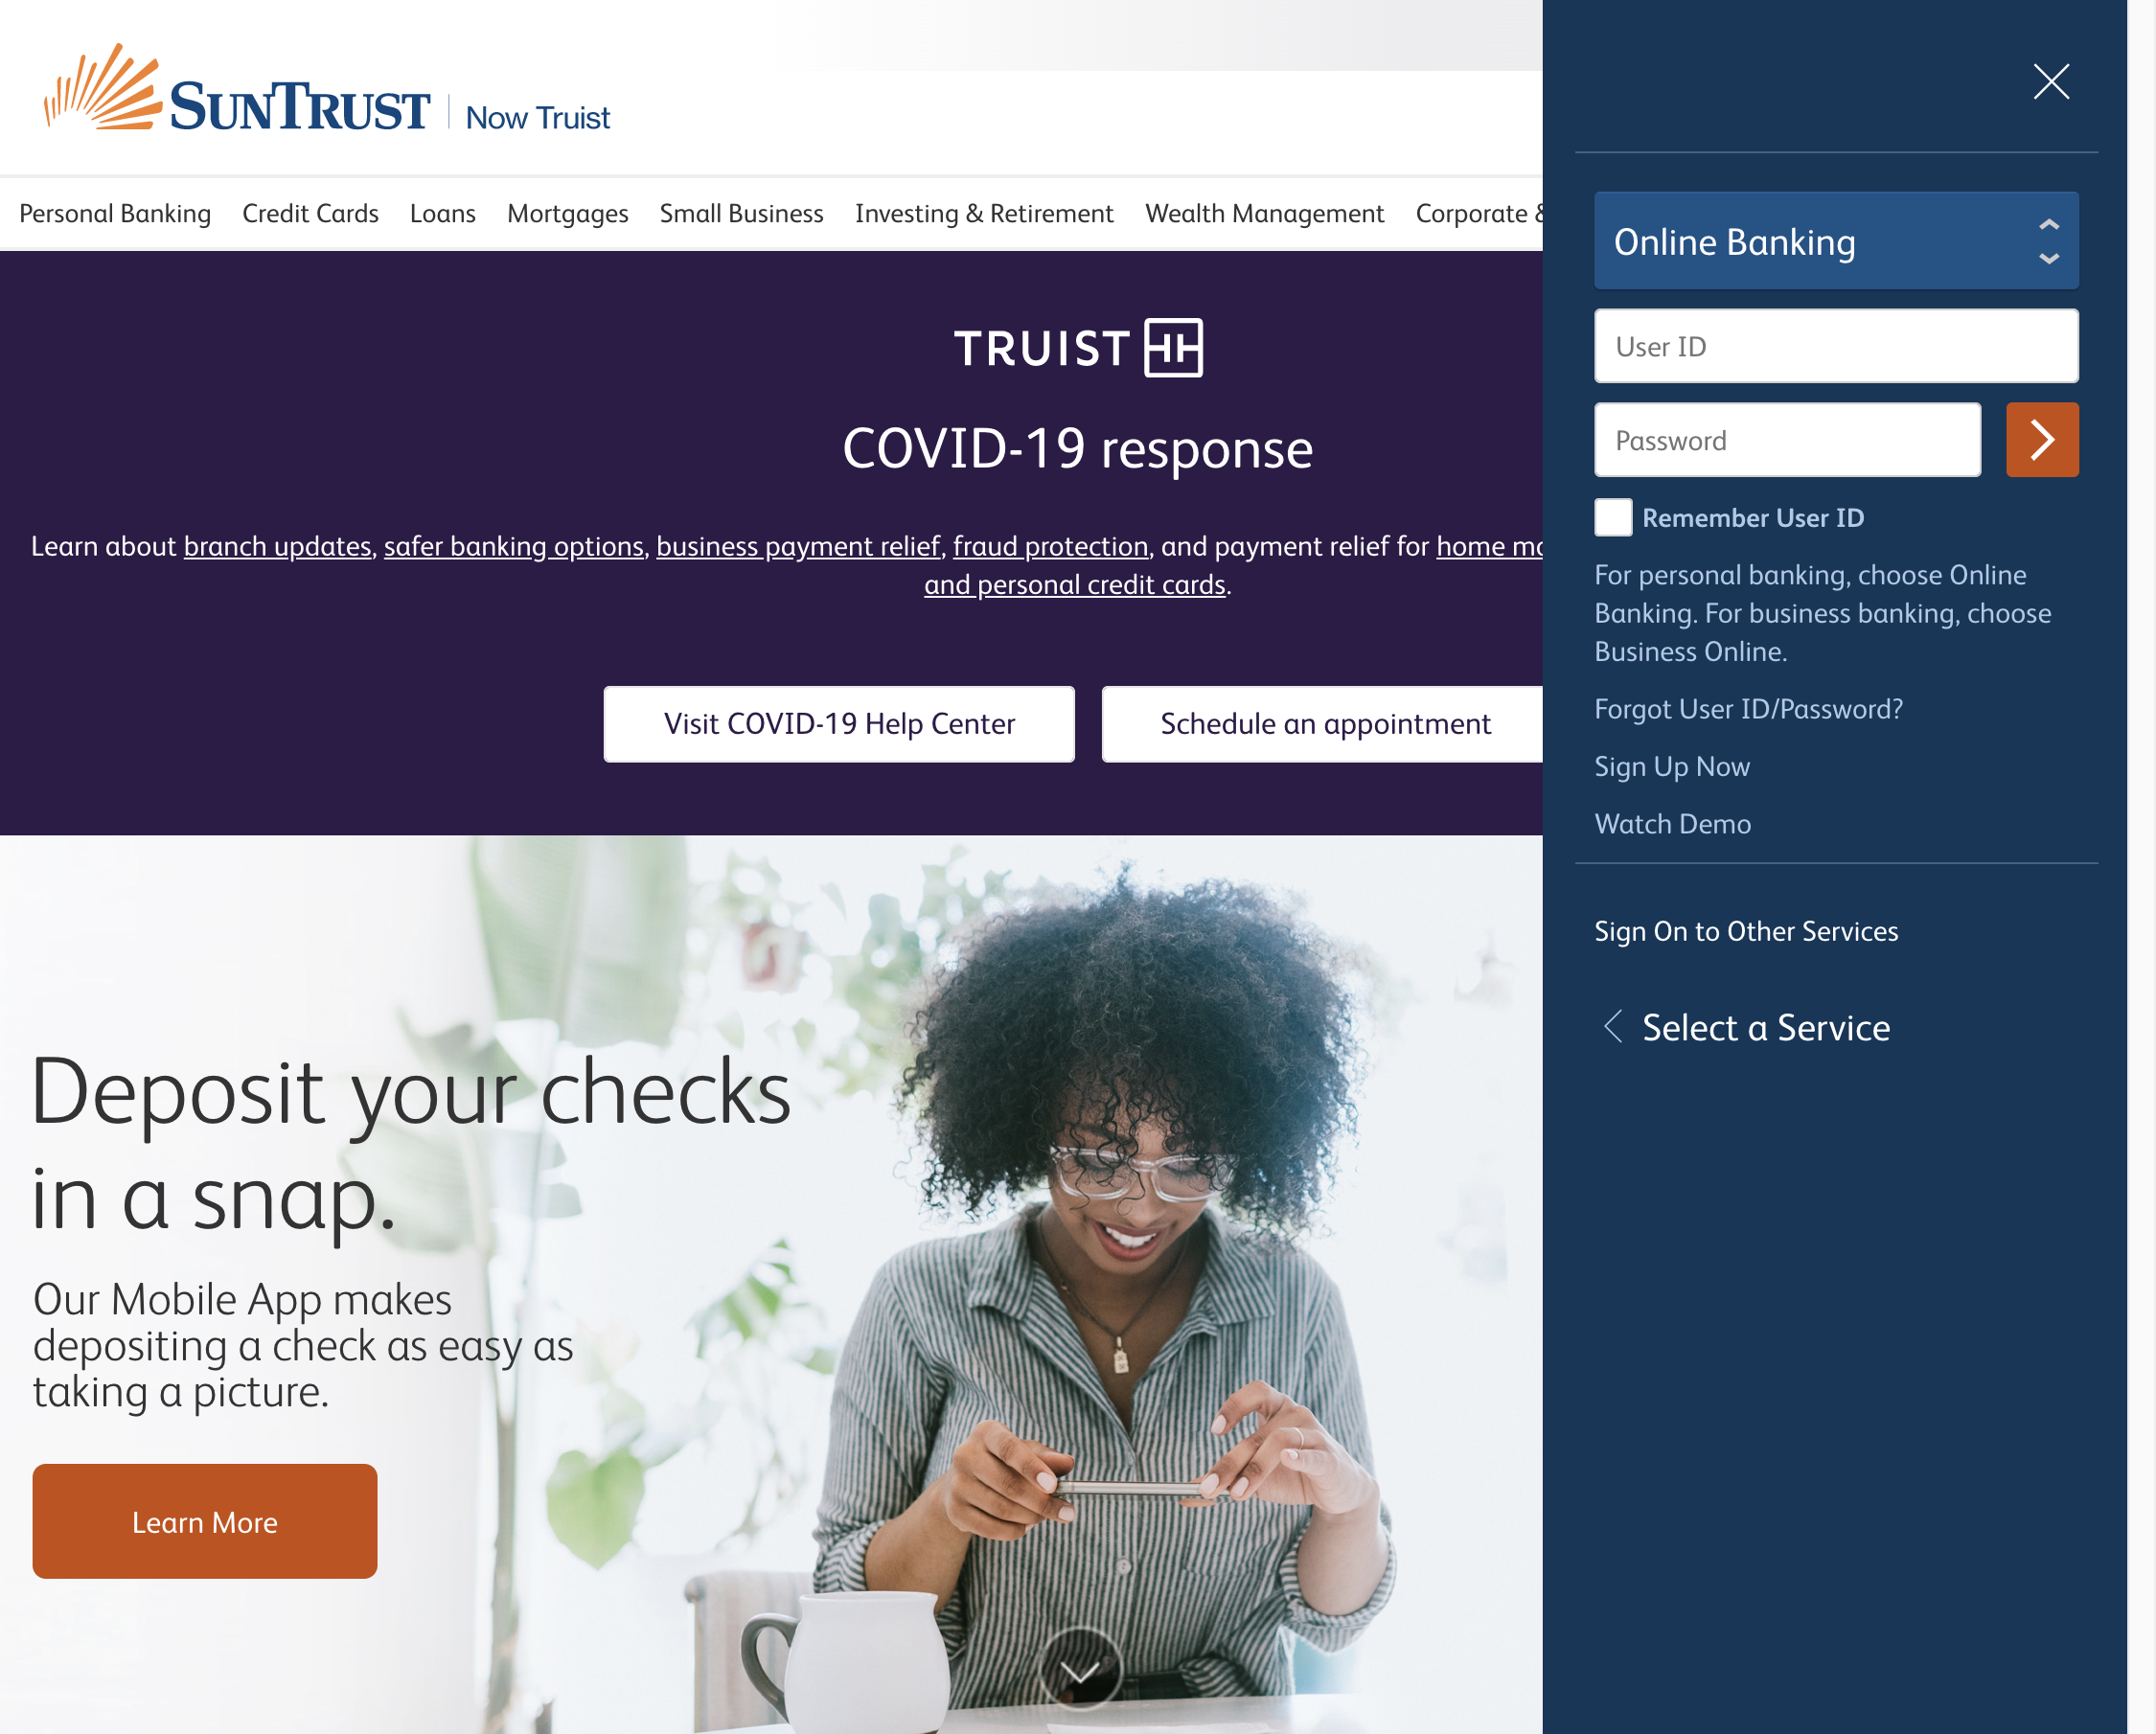 SUNTRUST | Now Truist
Personal Banking Credit Cards Loans Mortgages Small Business Investing & Retirement Wealth Management Corporate &
TRUIST
COVID-19 response
Learn about branch updates, safer banking options, business payment relief, fraud protection, and payment relief for home mo
and personal credit cards.
Visit COVID-19 Help Center
Schedule an appointment
Deposit your checks
in a snap.
Our Mobile App makes
depositing a check as easy as
taking a picture.
Learn More
Online Banking
User ID
Password
Remember User ID
For personal banking, choose Online
Banking. For business banking, choose
Business Online.
Forgot User ID/Password?
Sign Up Now
Watch Demo
Sign On to Other Services
Select a Service